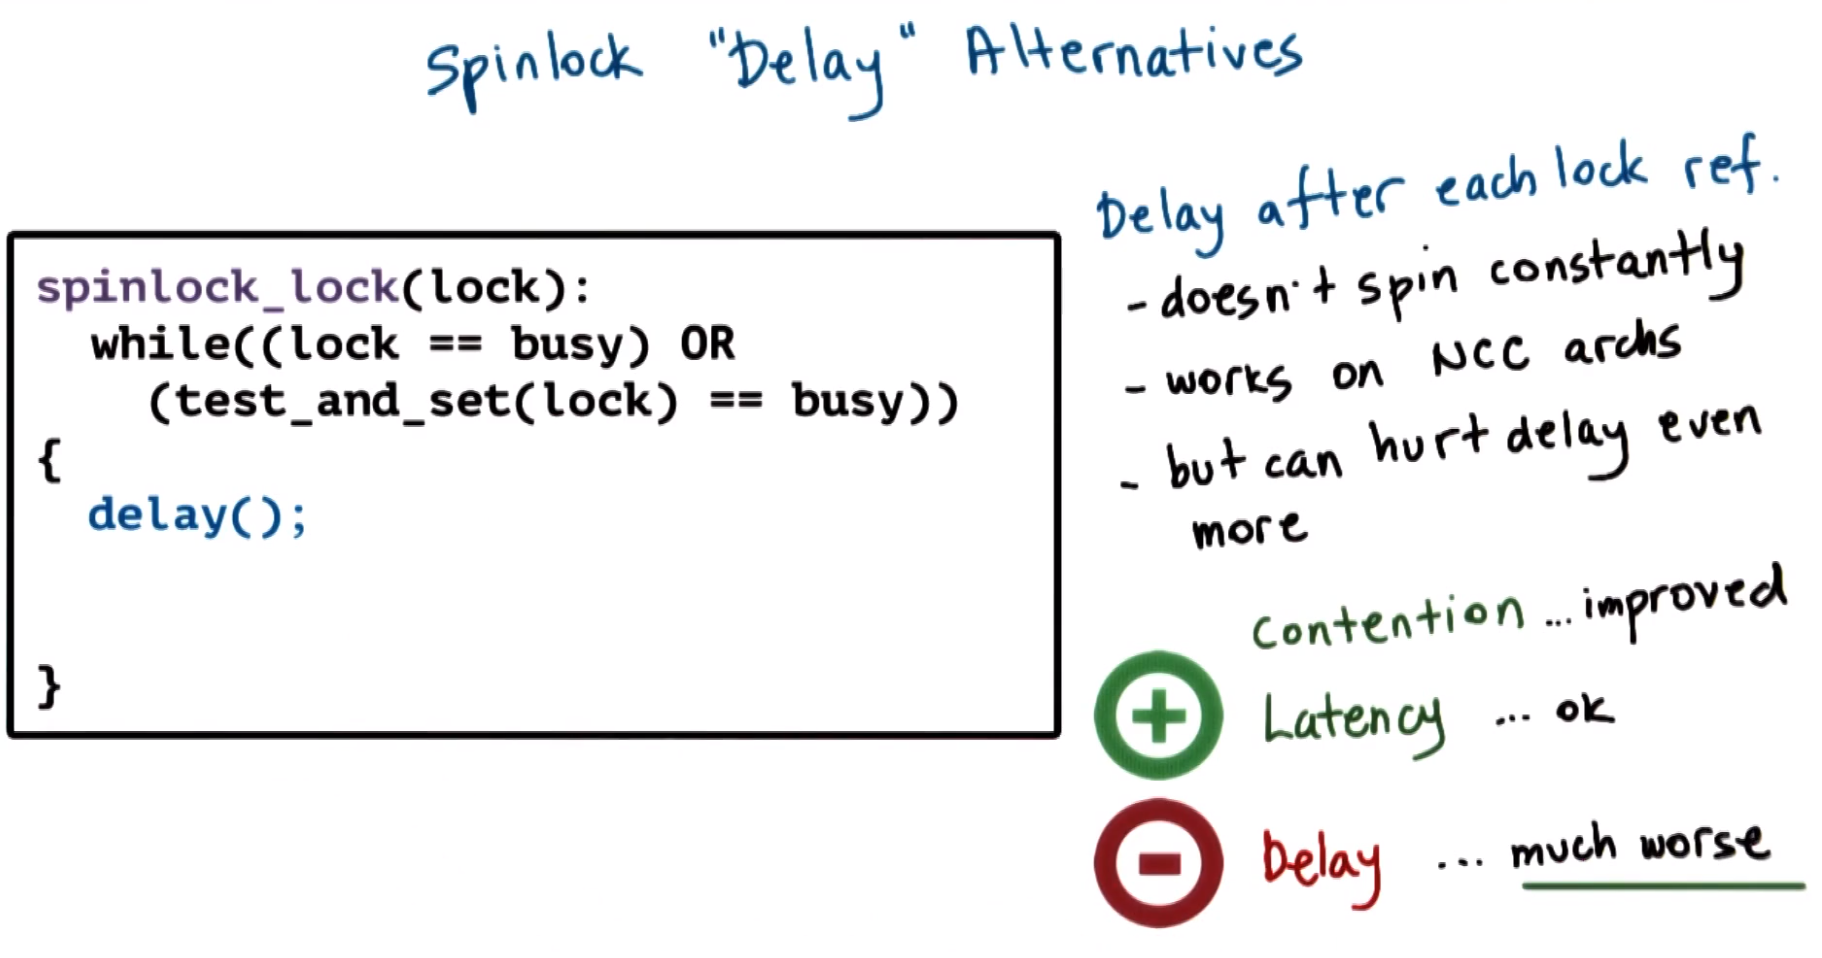 Spinlock "Delay" Alternatives
spinlock_lock(lock):
while((lock == busy) OR
(test_and_set(lock) == busy))
{
delay();
}
Delay after each lock ref.
- doesn't spin constantly
- works on NCC archs
- but can hurt delay even
more
Contention ... improved
Latency ... ok
Delay ... much worse